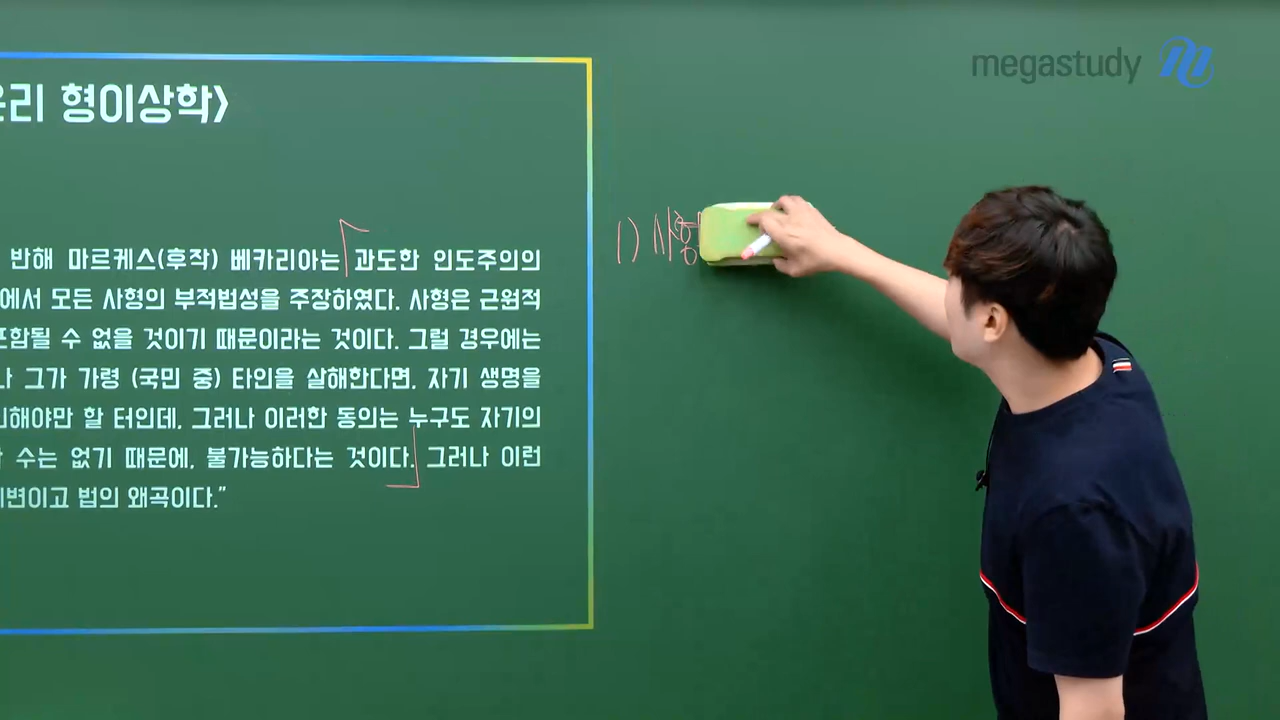 megastudy
윤리 형이상학〉
반해 마르케스(후작) 베카리아는 과도한 인도주의의
에서 모든 사형의 부적법성을 주장하였다. 사형은 근원적
포함될 수 없을 것이기 때문이라는 것이다. 그럴 경우에는
그가 가령 (국민 중) 타인을 살해한다면, 자기 생명을
해야만 할 터인데, 그러나 이러한 동의는 누구도 자기의
수는 없기 때문에, 불가능하다는 것이다. 그러나 이런
변이고 법의 왜곡이다.”
1) 사형